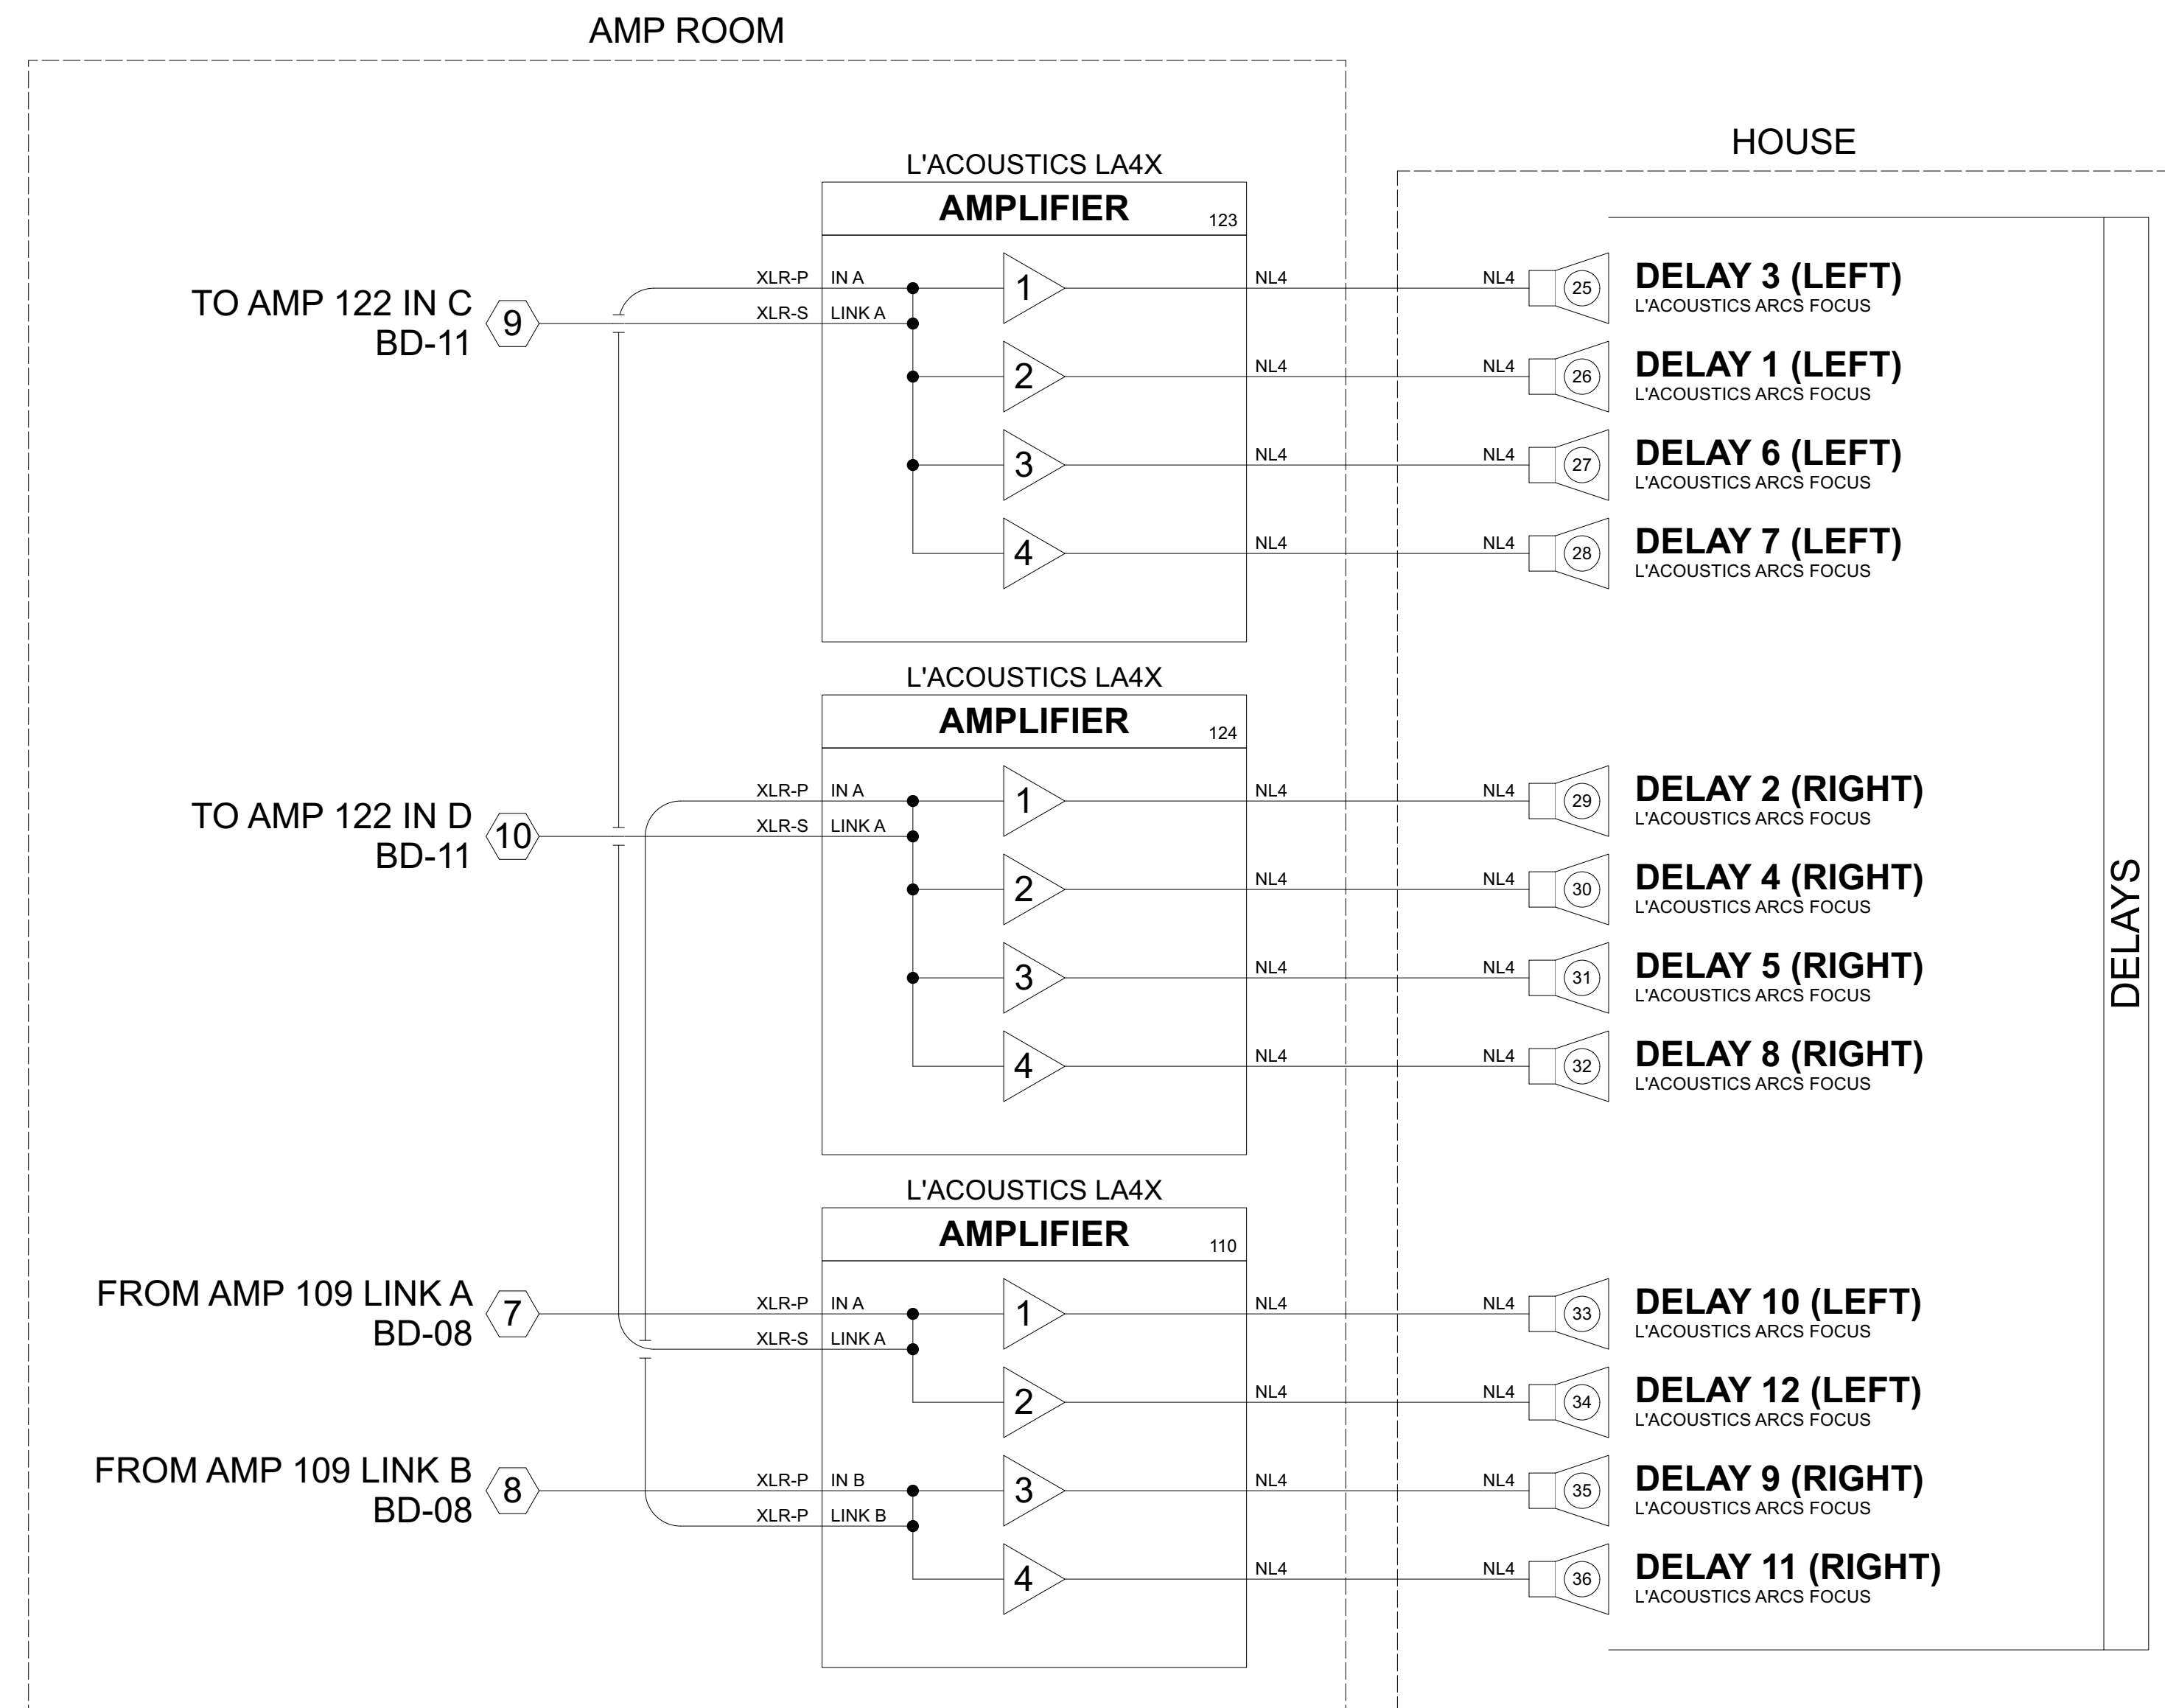 AMP ROOM
HOUSE
L'ACOUSTICS LA4X
AMPLIFIER 123
TO AMP 122 IN C
BD-11
9
XLR-P IN A
XLR-S LINK A
1 NL4 NL4 25
DELAY 3 (LEFT)
L'ACOUSTICS ARCS FOCUS
2 NL4 NL4 26
DELAY 1 (LEFT)
L'ACOUSTICS ARCS FOCUS
3 NL4 NL4 27
DELAY 6 (LEFT)
L'ACOUSTICS ARCS FOCUS
4 NL4 NL4 28
DELAY 7 (LEFT)
L'ACOUSTICS ARCS FOCUS
L'ACOUSTICS LA4X
AMPLIFIER 124
TO AMP 122 IN D
BD-11
10
XLR-P IN A
XLR-S LINK A
1 NL4 NL4 29
DELAY 2 (RIGHT)
L'ACOUSTICS ARCS FOCUS
2 NL4 NL4 30
DELAY 4 (RIGHT)
L'ACOUSTICS ARCS FOCUS
3 NL4 NL4 31
DELAY 5 (RIGHT)
L'ACOUSTICS ARCS FOCUS
4 NL4 NL4 32
DELAY 8 (RIGHT)
L'ACOUSTICS ARCS FOCUS
DELAYS
L'ACOUSTICS LA4X
AMPLIFIER 110
FROM AMP 109 LINK A
BD-08
7
XLR-P IN A
XLR-S LINK A
1 NL4 NL4 33
DELAY 10 (LEFT)
L'ACOUSTICS ARCS FOCUS
2 NL4 NL4 34
DELAY 12 (LEFT)
L'ACOUSTICS ARCS FOCUS
FROM AMP 109 LINK B
BD-08
8
XLR-P IN B
XLR-P LINK B
3 NL4 NL4 35
DELAY 9 (RIGHT)
L'ACOUSTICS ARCS FOCUS
4 NL4 NL4 36
DELAY 11 (RIGHT)
L'ACOUSTICS ARCS FOCUS